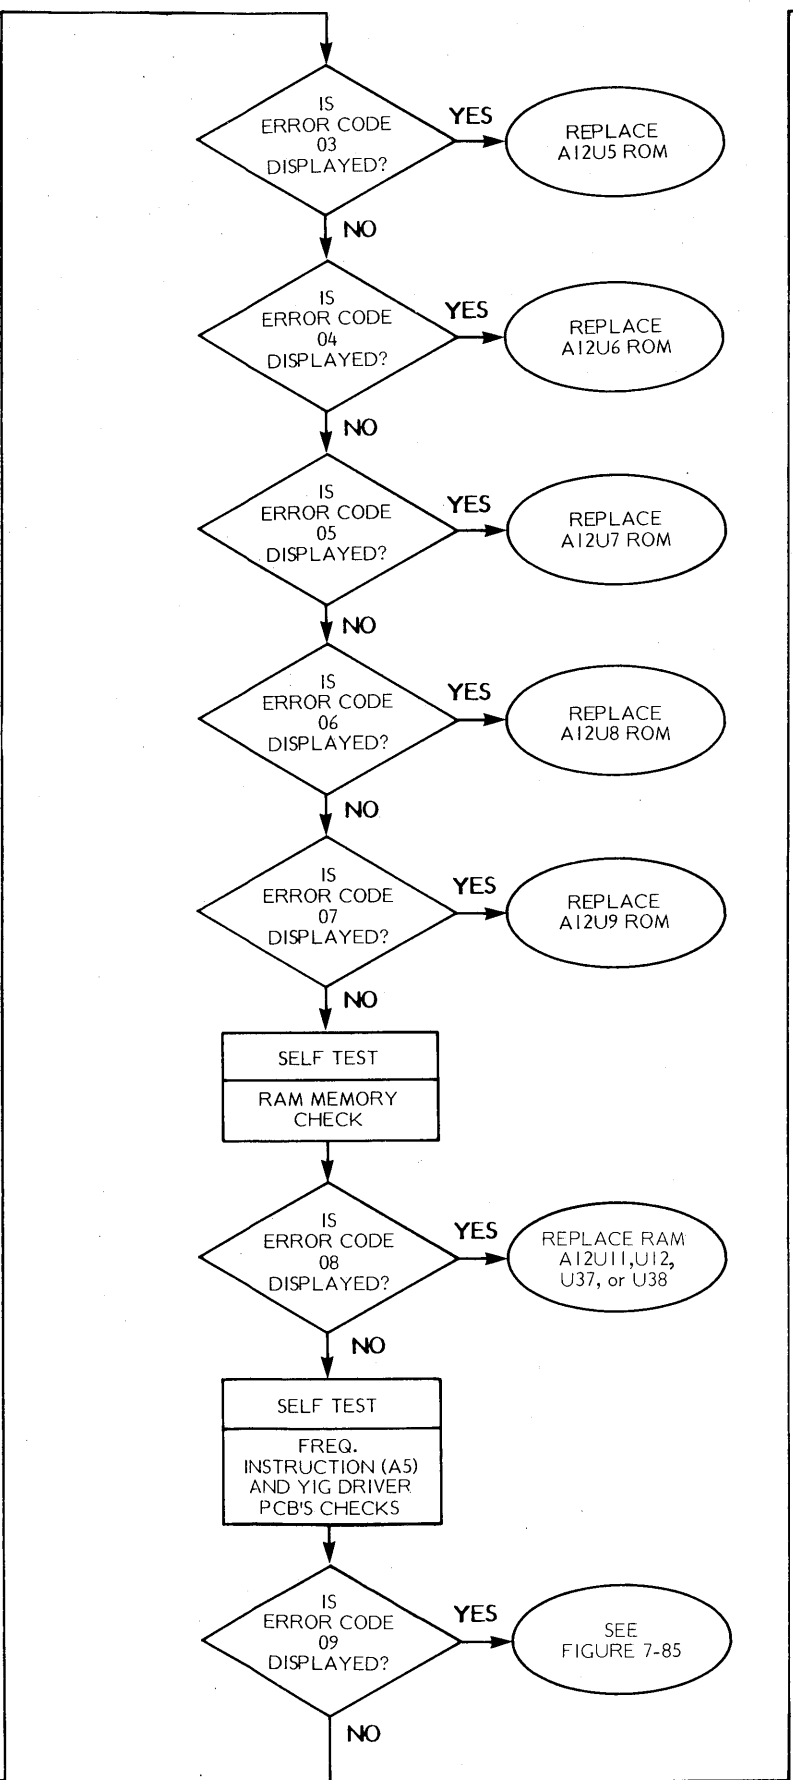 IS
ERROR CODE
03
DISPLAYED?
YES
REPLACE
A12U5 ROM
NO
IS
ERROR CODE
04
DISPLAYED?
YES
REPLACE
A12U6 ROM
NO
IS
ERROR CODE
05
DISPLAYED?
YES
REPLACE
A12U7 ROM
NO
IS
ERROR CODE
06
DISPLAYED?
YES
REPLACE
A12U8 ROM
NO
IS
ERROR CODE
07
DISPLAYED?
YES
REPLACE
A12U9 ROM
NO
SELF TEST
RAM MEMORY
CHECK
IS
ERROR CODE
08
DISPLAYED?
YES
REPLACE RAM
A12U11,U12,
U37, or U38
NO
SELF TEST
FREQ.
INSTRUCTION (A5)
AND YIG DRIVER
PCB'S CHECKS
IS
ERROR CODE
09
DISPLAYED?
YES
SEE
FIGURE 7-85
NO